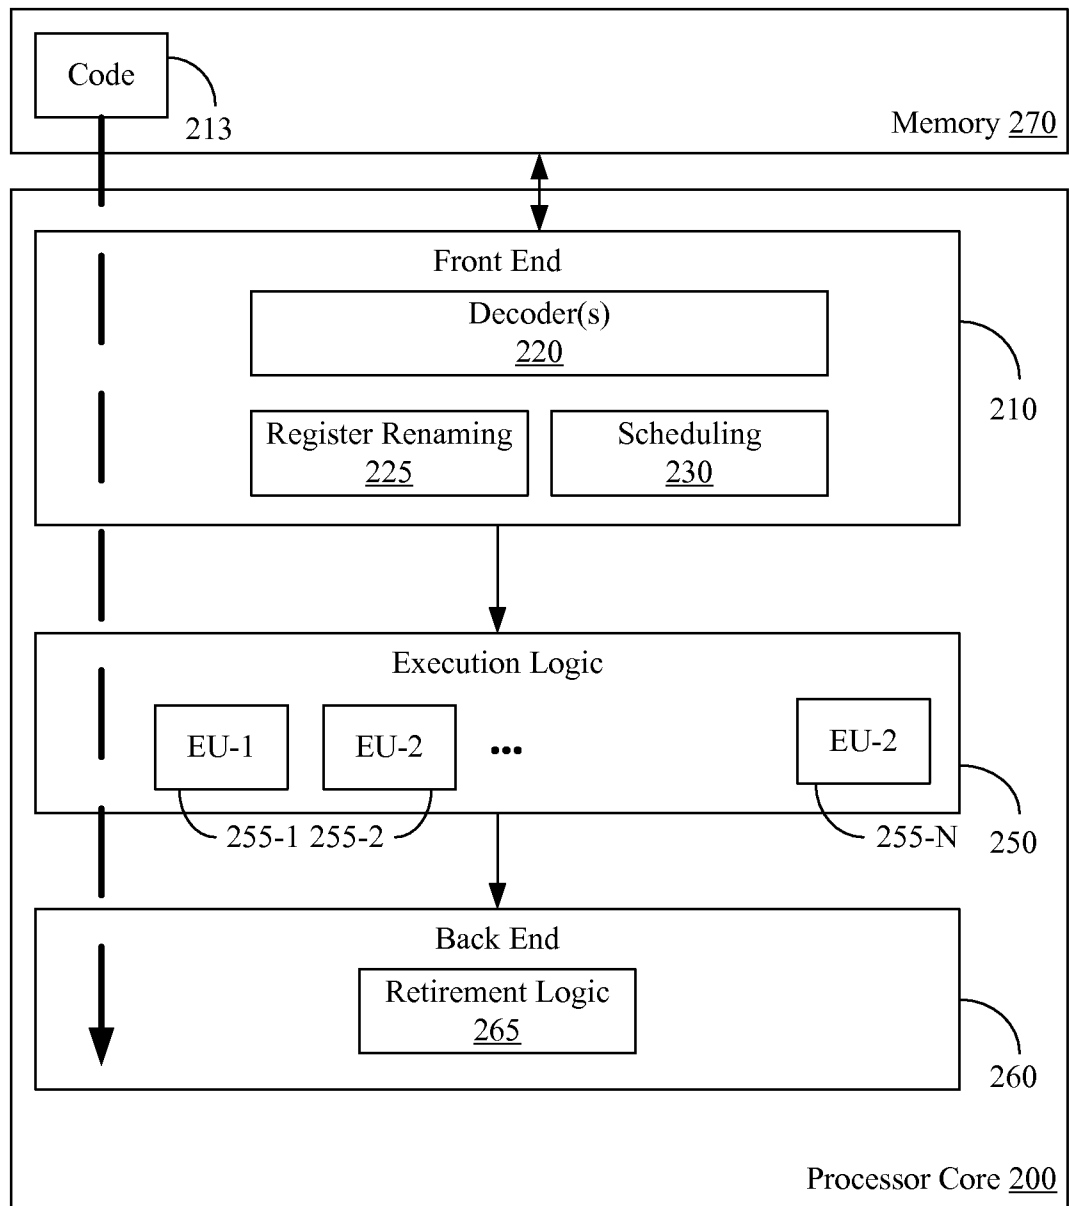 Code
213
Memory 270
Front End
Decoder(s)
220
210
Register Renaming
225
Scheduling
230
Execution Logic
EU-1
EU-2
...
EU-2
255-1
255-2
255-N
250
Back End
Retirement Logic
265
260
Processor Core 200